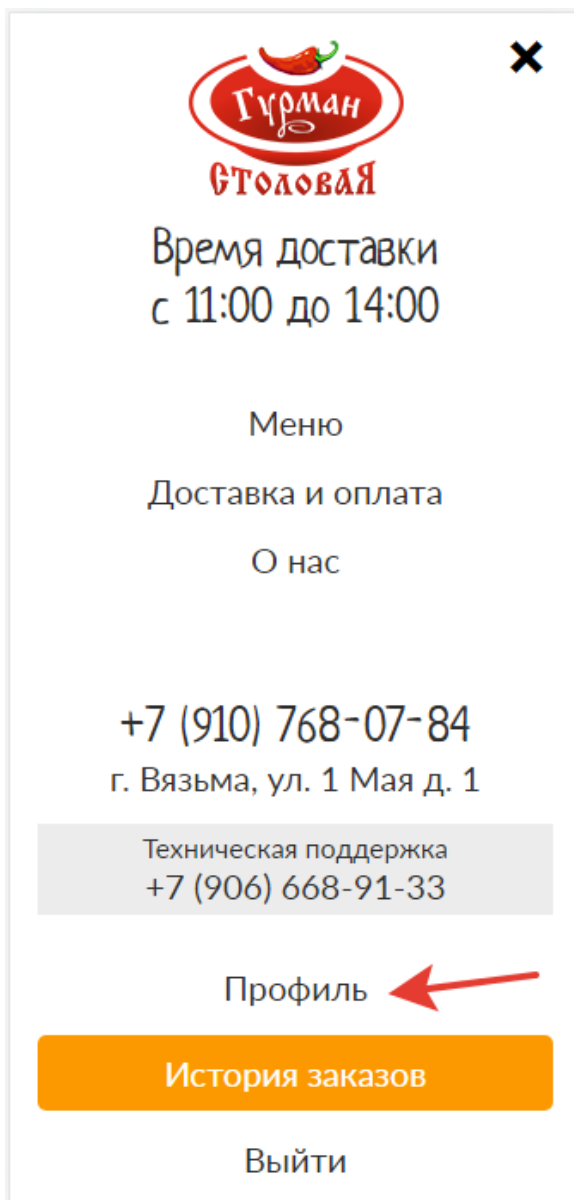 Гурман
СТОЛОВАЯ
Время доставки
с 11:00 до 14:00
Меню
Доставка и оплата
О нас
+7 (910) 768-07-84
г. Вязьма, ул. 1 Мая д. 1
Техническая поддержка
+7 (906) 668-91-33
Профиль
История заказов
Выйти